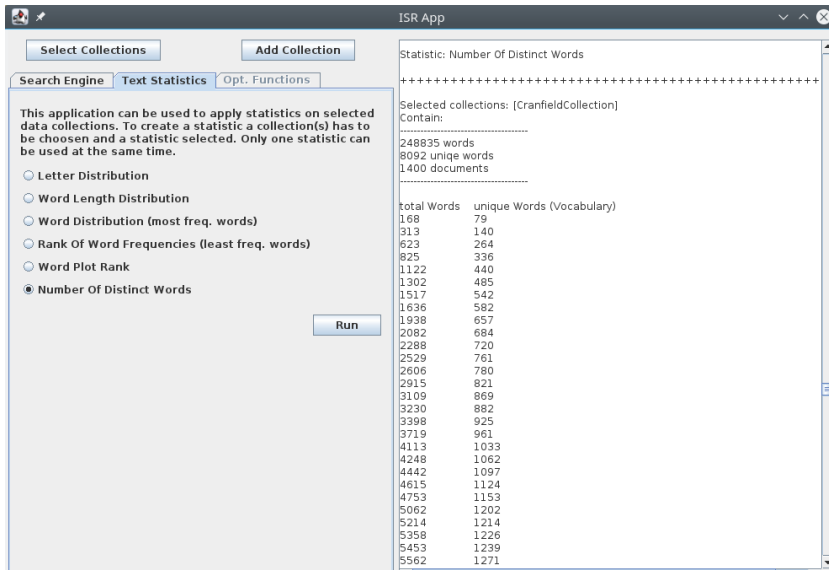 ISR App
Select Collections
Add Collection
Search Engine
Text Statistics
Opt. Functions
This application can be used to apply statistics on selected
data collections. To create a statistic a collection(s) has to
be choosen and a statistic selected. Only one statistic can
be used at the same time.
Letter Distribution
Word Length Distribution
Word Distribution (most freq. words)
Rank Of Word Frequencies (least freq. words)
Word Plot Rank
Number Of Distinct Words
Run
Statistic: Number Of Distinct Words
++++++++++++++++++++++++++++++++++++++++++++++++++
Selected collections: [CranfieldCollection]
Contain:
--------------------------------------
248835 words
8092 uniqe words
1400 documents
--------------------------------------
total Words unique Words (Vocabulary)
168 79
313 140
623 264
825 336
1122 440
1302 485
1517 542
1636 582
1938 657
2082 684
2288 720
2529 761
2606 780
2915 821
3109 869
3230 882
3398 925
3719 961
4113 1033
4248 1062
4442 1097
4615 1124
4753 1153
5062 1202
5214 1214
5358 1226
5453 1239
5562 1271